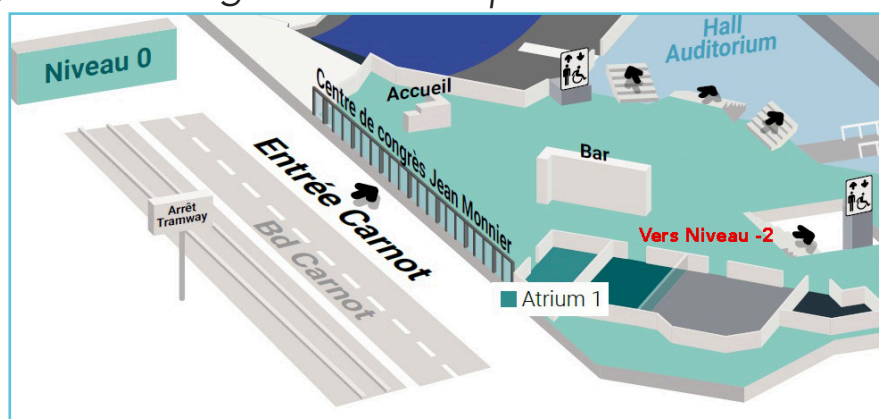 Niveau 0
Hall
Auditorium
Accueil
Centre de congrès Jean Monnier
Bar
Entrée Carnot
Arrêt
Tramway
Bd Carnot
Vers Niveau -2
Atrium 1